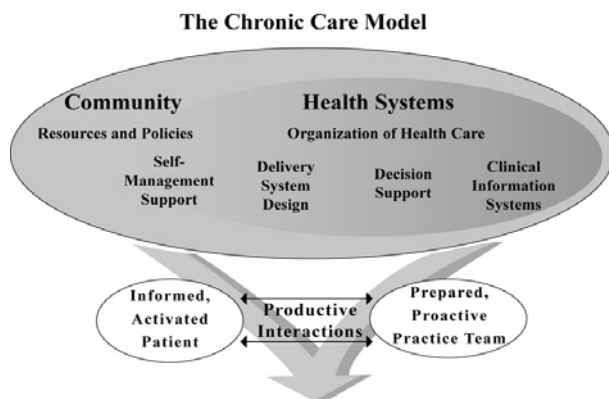 The Chronic Care Model
Community
Health Systems
Resources and Policies
Organization of Health Care
Self-
Management
Support
Delivery
System
Design
Decision
Support
Clinical
Information
Systems
Informed,
Activated
Patient
Productive
Interactions
Prepared,
Proactive
Practice Team